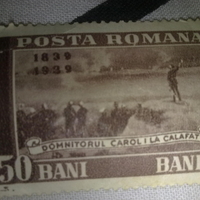 POSTA ROMANA
1839
1939
DOMNITORUL CAROL I LA CALAFAT
50 BANI BANI